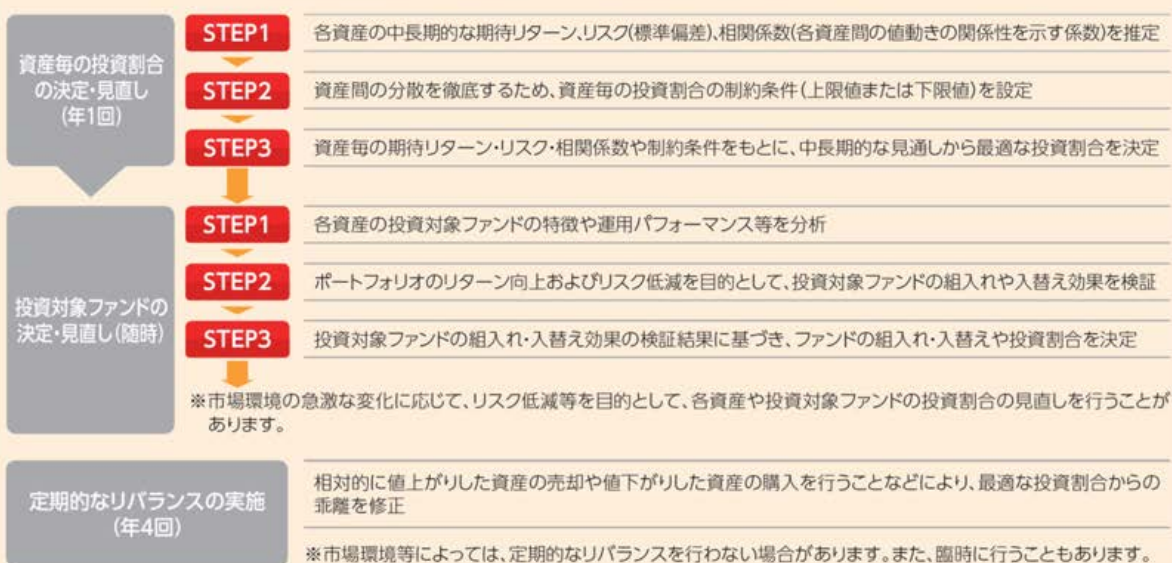 資産毎の投資割合
の決定・見直し
(年1回)
STEP1
各資産の中長期的な期待リターン、リスク(標準偏差)、相関係数(各資産間の値動きの関係性を示す係数)を推定
STEP2
資産間の分散を徹底するため、資産毎の投資割合の制約条件(上限値または下限値)を設定
STEP3
資産毎の期待リターン・リスク・相関係数や制約条件をもとに、中長期的な見通しから最適な投資割合を決定
投資対象ファンドの
決定・見直し(随時)
STEP1
各資産の投資対象ファンドの特徴や運用パフォーマンス等を分析
STEP2
ポートフォリオのリターン向上およびリスク低減を目的として、投資対象ファンドの組入れや入替え効果を検証
STEP3
投資対象ファンドの組入れ・入替え効果の検証結果に基づき、ファンドの組入れ・入替えや投資割合を決定
※市場環境の急激な変化に応じて、リスク低減等を目的として、各資産や投資対象ファンドの投資割合の見直しを行うことが
あります。
定期的なリバランスの実施
(年4回)
相対的に値上がりした資産の売却や値下がりした資産の購入を行うことなどにより、最適な投資割合からの
乖離を修正
※市場環境等によっては、定期的なリバランスを行わない場合があります。また、臨時に行うこともあります。